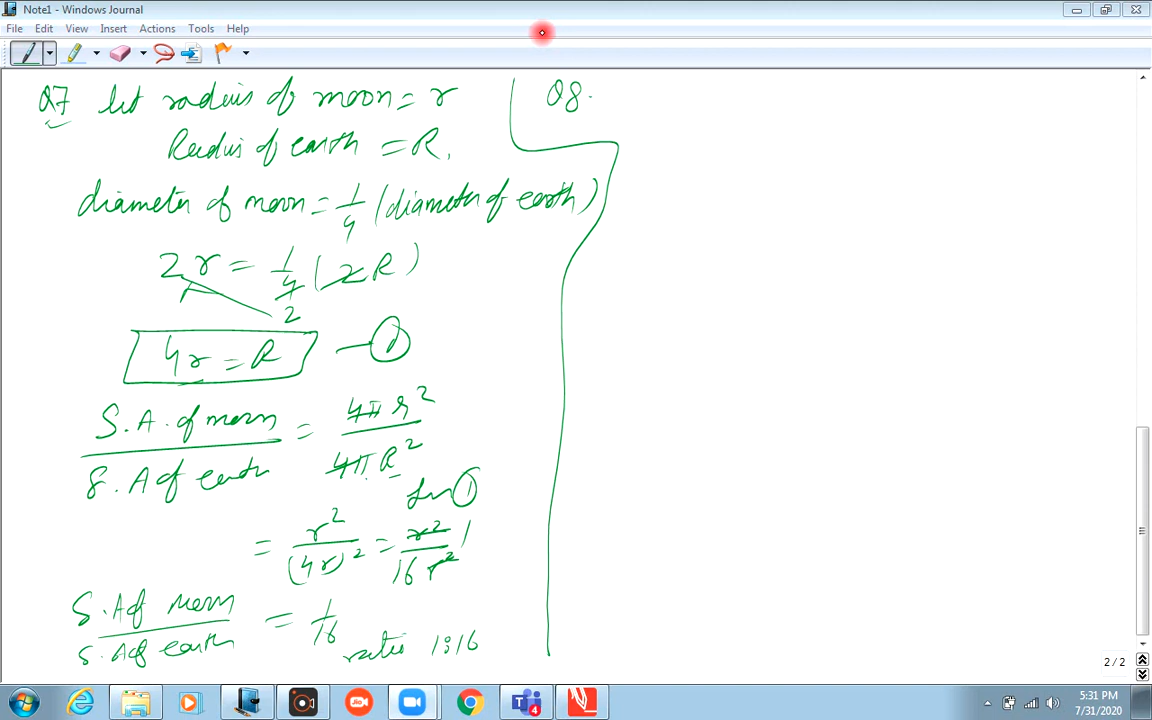 Note1 - Windows Journal
File Edit View Insert Actions Tools Help
Q7 let radius of moon = r
Radius of earth = R,
diameter of moon = 1/4 (diameter of earth)
2r = 1/4 (2R)
2
4r = R — ①
S.A. of moon / S.A of earth = 4πr² / 4πR²
from ①
= r² / (4r)² = r² / 16r² 1
S.A of moon / S.A of earth = 1/16
ratio 1:16
Q8.
2 / 2
4
5:31 PM
7/31/2020